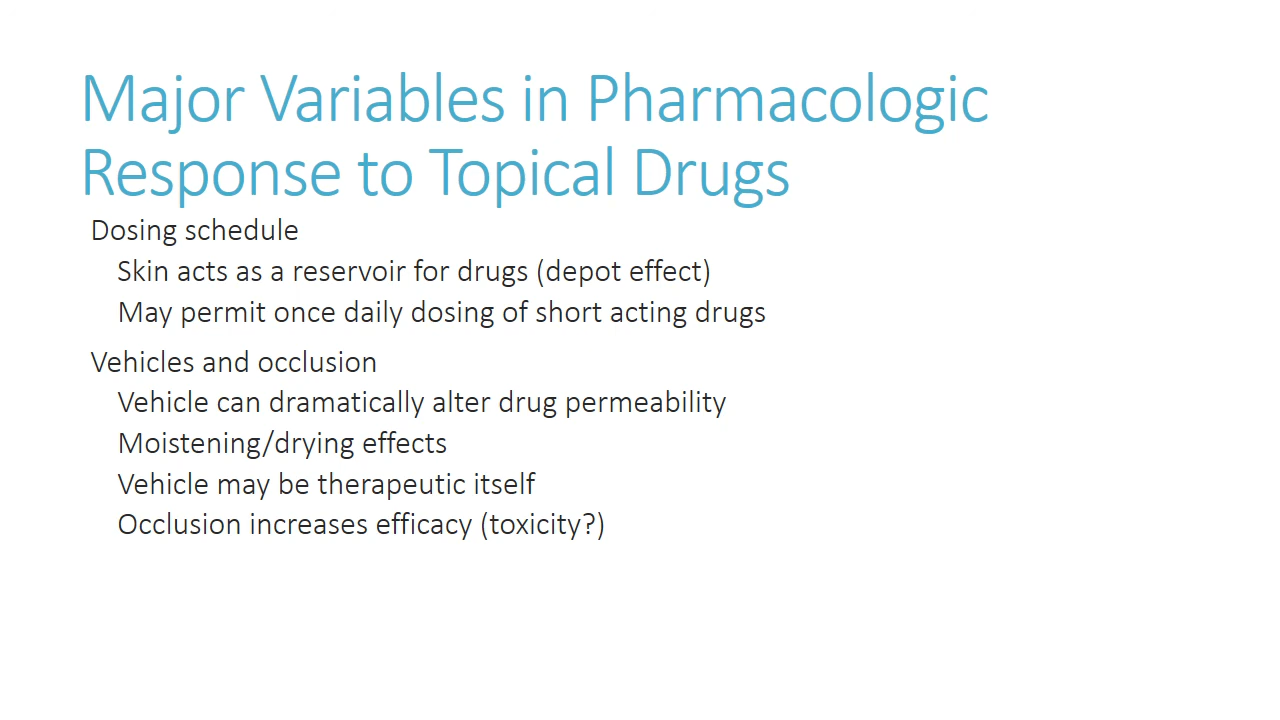 Major Variables in Pharmacologic
Response to Topical Drugs
Dosing schedule
Skin acts as a reservoir for drugs (depot effect)
May permit once daily dosing of short acting drugs
Vehicles and occlusion
Vehicle can dramatically alter drug permeability
Moistening/drying effects
Vehicle may be therapeutic itself
Occlusion increases efficacy (toxicity?)